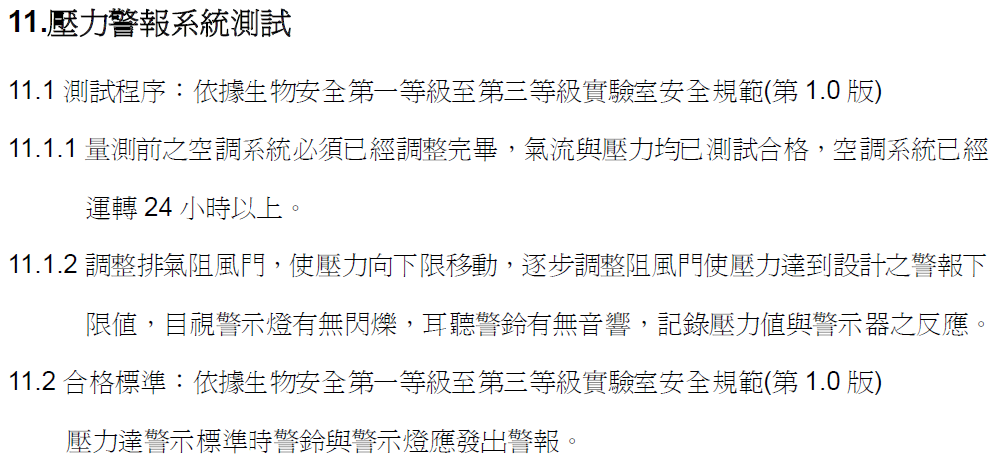 11.壓力警報系統測試
11.1 測試程序：依據生物安全第一等級至第三等級實驗室安全規範(第 1.0 版)
11.1.1 量測前之空調系統必須已經調整完畢，氣流與壓力均已測試合格，空調系統已經
運轉 24 小時以上。
11.1.2 調整排氣阻風門，使壓力向下限移動，逐步調整阻風門使壓力達到設計之警報下
限值，目視警示燈有無閃爍，耳聽警鈴有無音響，記錄壓力值與警示器之反應。
11.2 合格標準：依據生物安全第一等級至第三等級實驗室安全規範(第 1.0 版)
壓力達警示標準時警鈴與警示燈應發出警報。